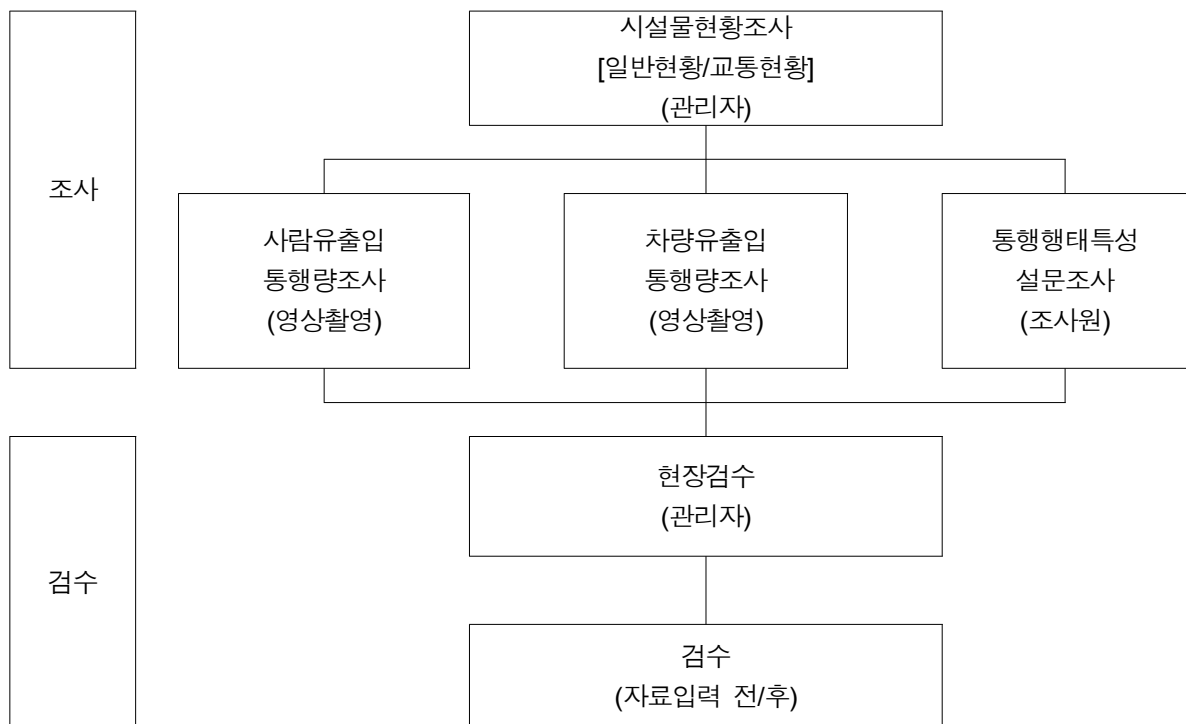 시설물현황조사
[일반현황/교통현황]
(관리자)
조사
사람유출입
통행량조사
(영상촬영)
차량유출입
통행량조사
(영상촬영)
통행행태특성
설문조사
(조사원)
현장검수
(관리자)
검수
검수
(자료입력 전/후)